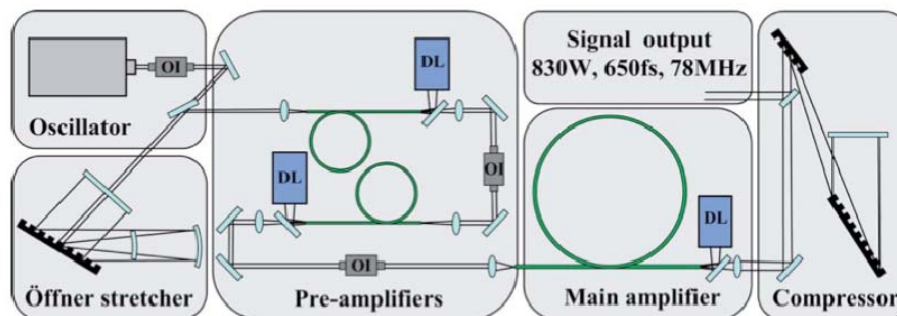 OI
Oscillator
Öffner stretcher
DL
OI
DL
OI
Pre-amplifiers
Signal output
830W, 650fs, 78MHz
DL
Main amplifier
Compressor